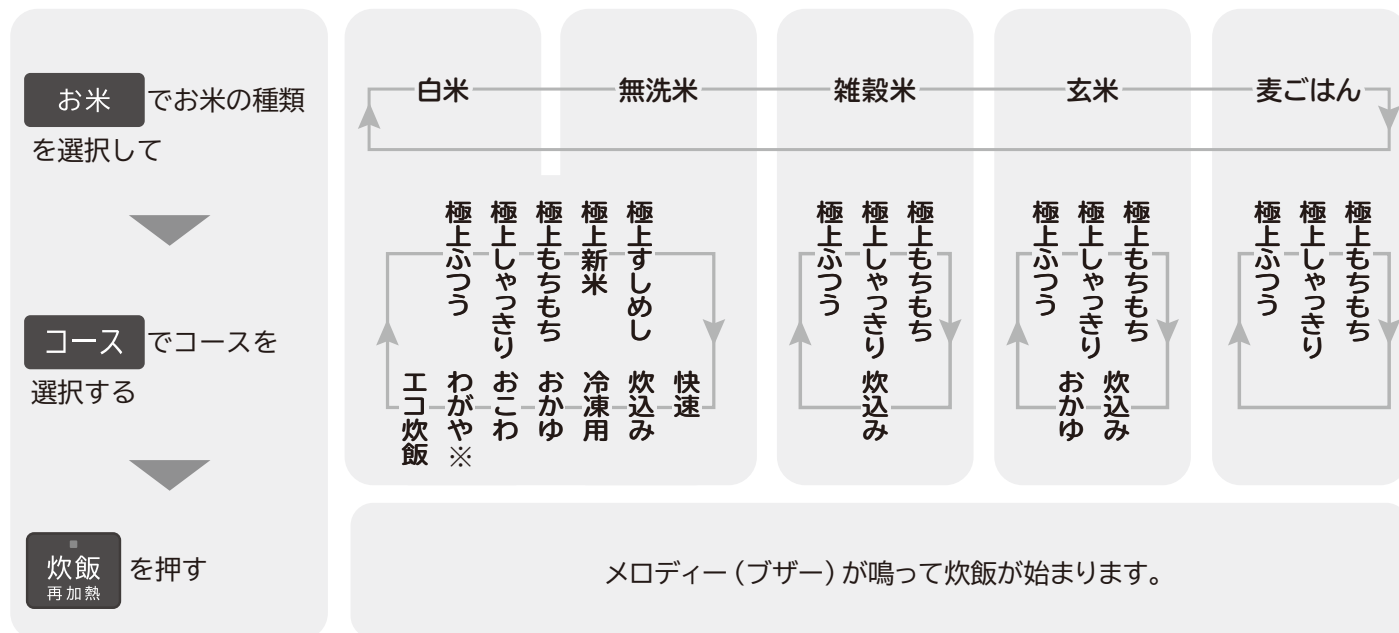 お米 でお米の種類
を選択して
コース でコースを
選択する
炊飯
再加熱
を押す
白米
無洗米
雑穀米
玄米
麦ごはん
極上ふつう
極上しゃっきり
極上もちもち
極上新米
極上すしめし
エコ炊飯
わがや※
おこわ
おかゆ
冷凍用
炊込み
快速
極上ふつう
極上しゃっきり
極上もちもち
炊込み
極上ふつう
極上しゃっきり
極上もちもち
おかゆ
炊込み
極上ふつう
極上しゃっきり
極上もちもち
メロディー（ブザー）が鳴って炊飯が始まります。